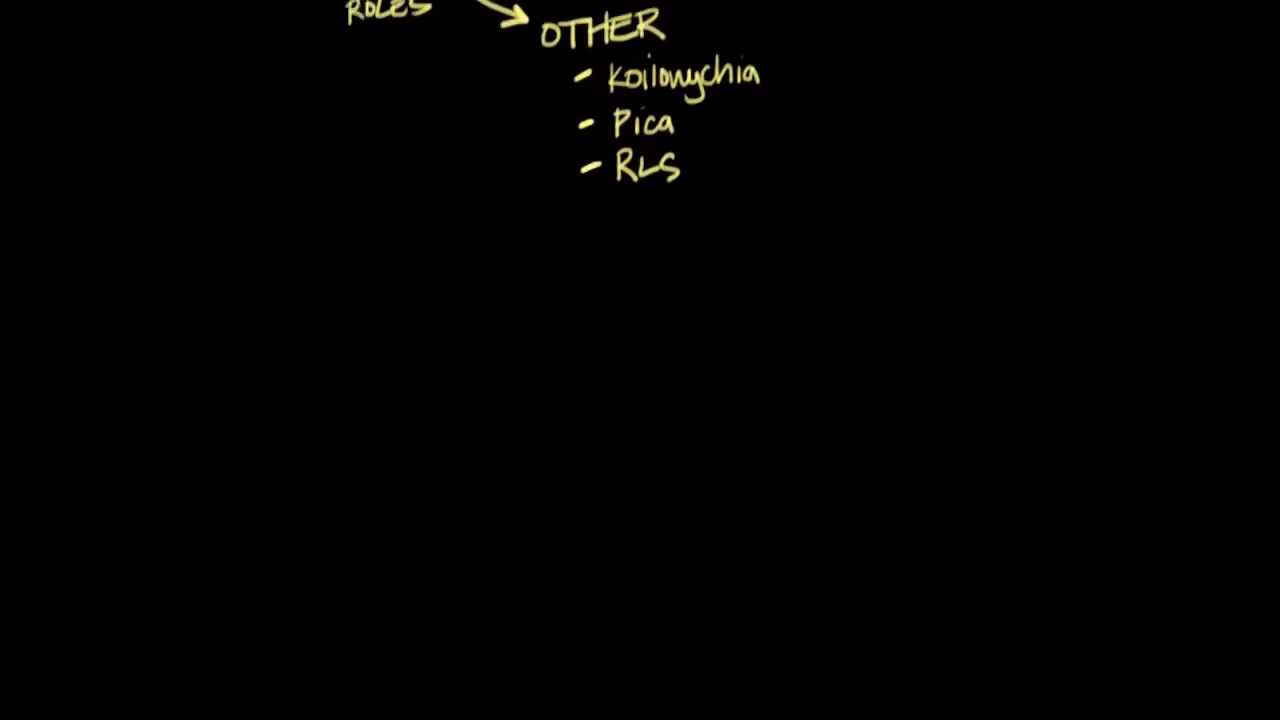 ROLES
OTHER
- Koilonychia
- Pica
- RLS